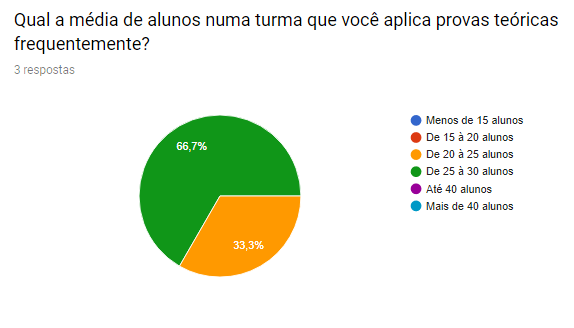 Qual a média de alunos numa turma que você aplica provas teóricas
frequentemente?
3 respostas
66,7%
33,3%
Menos de 15 alunos
De 15 à 20 alunos
De 20 à 25 alunos
De 25 à 30 alunos
Até 40 alunos
Mais de 40 alunos